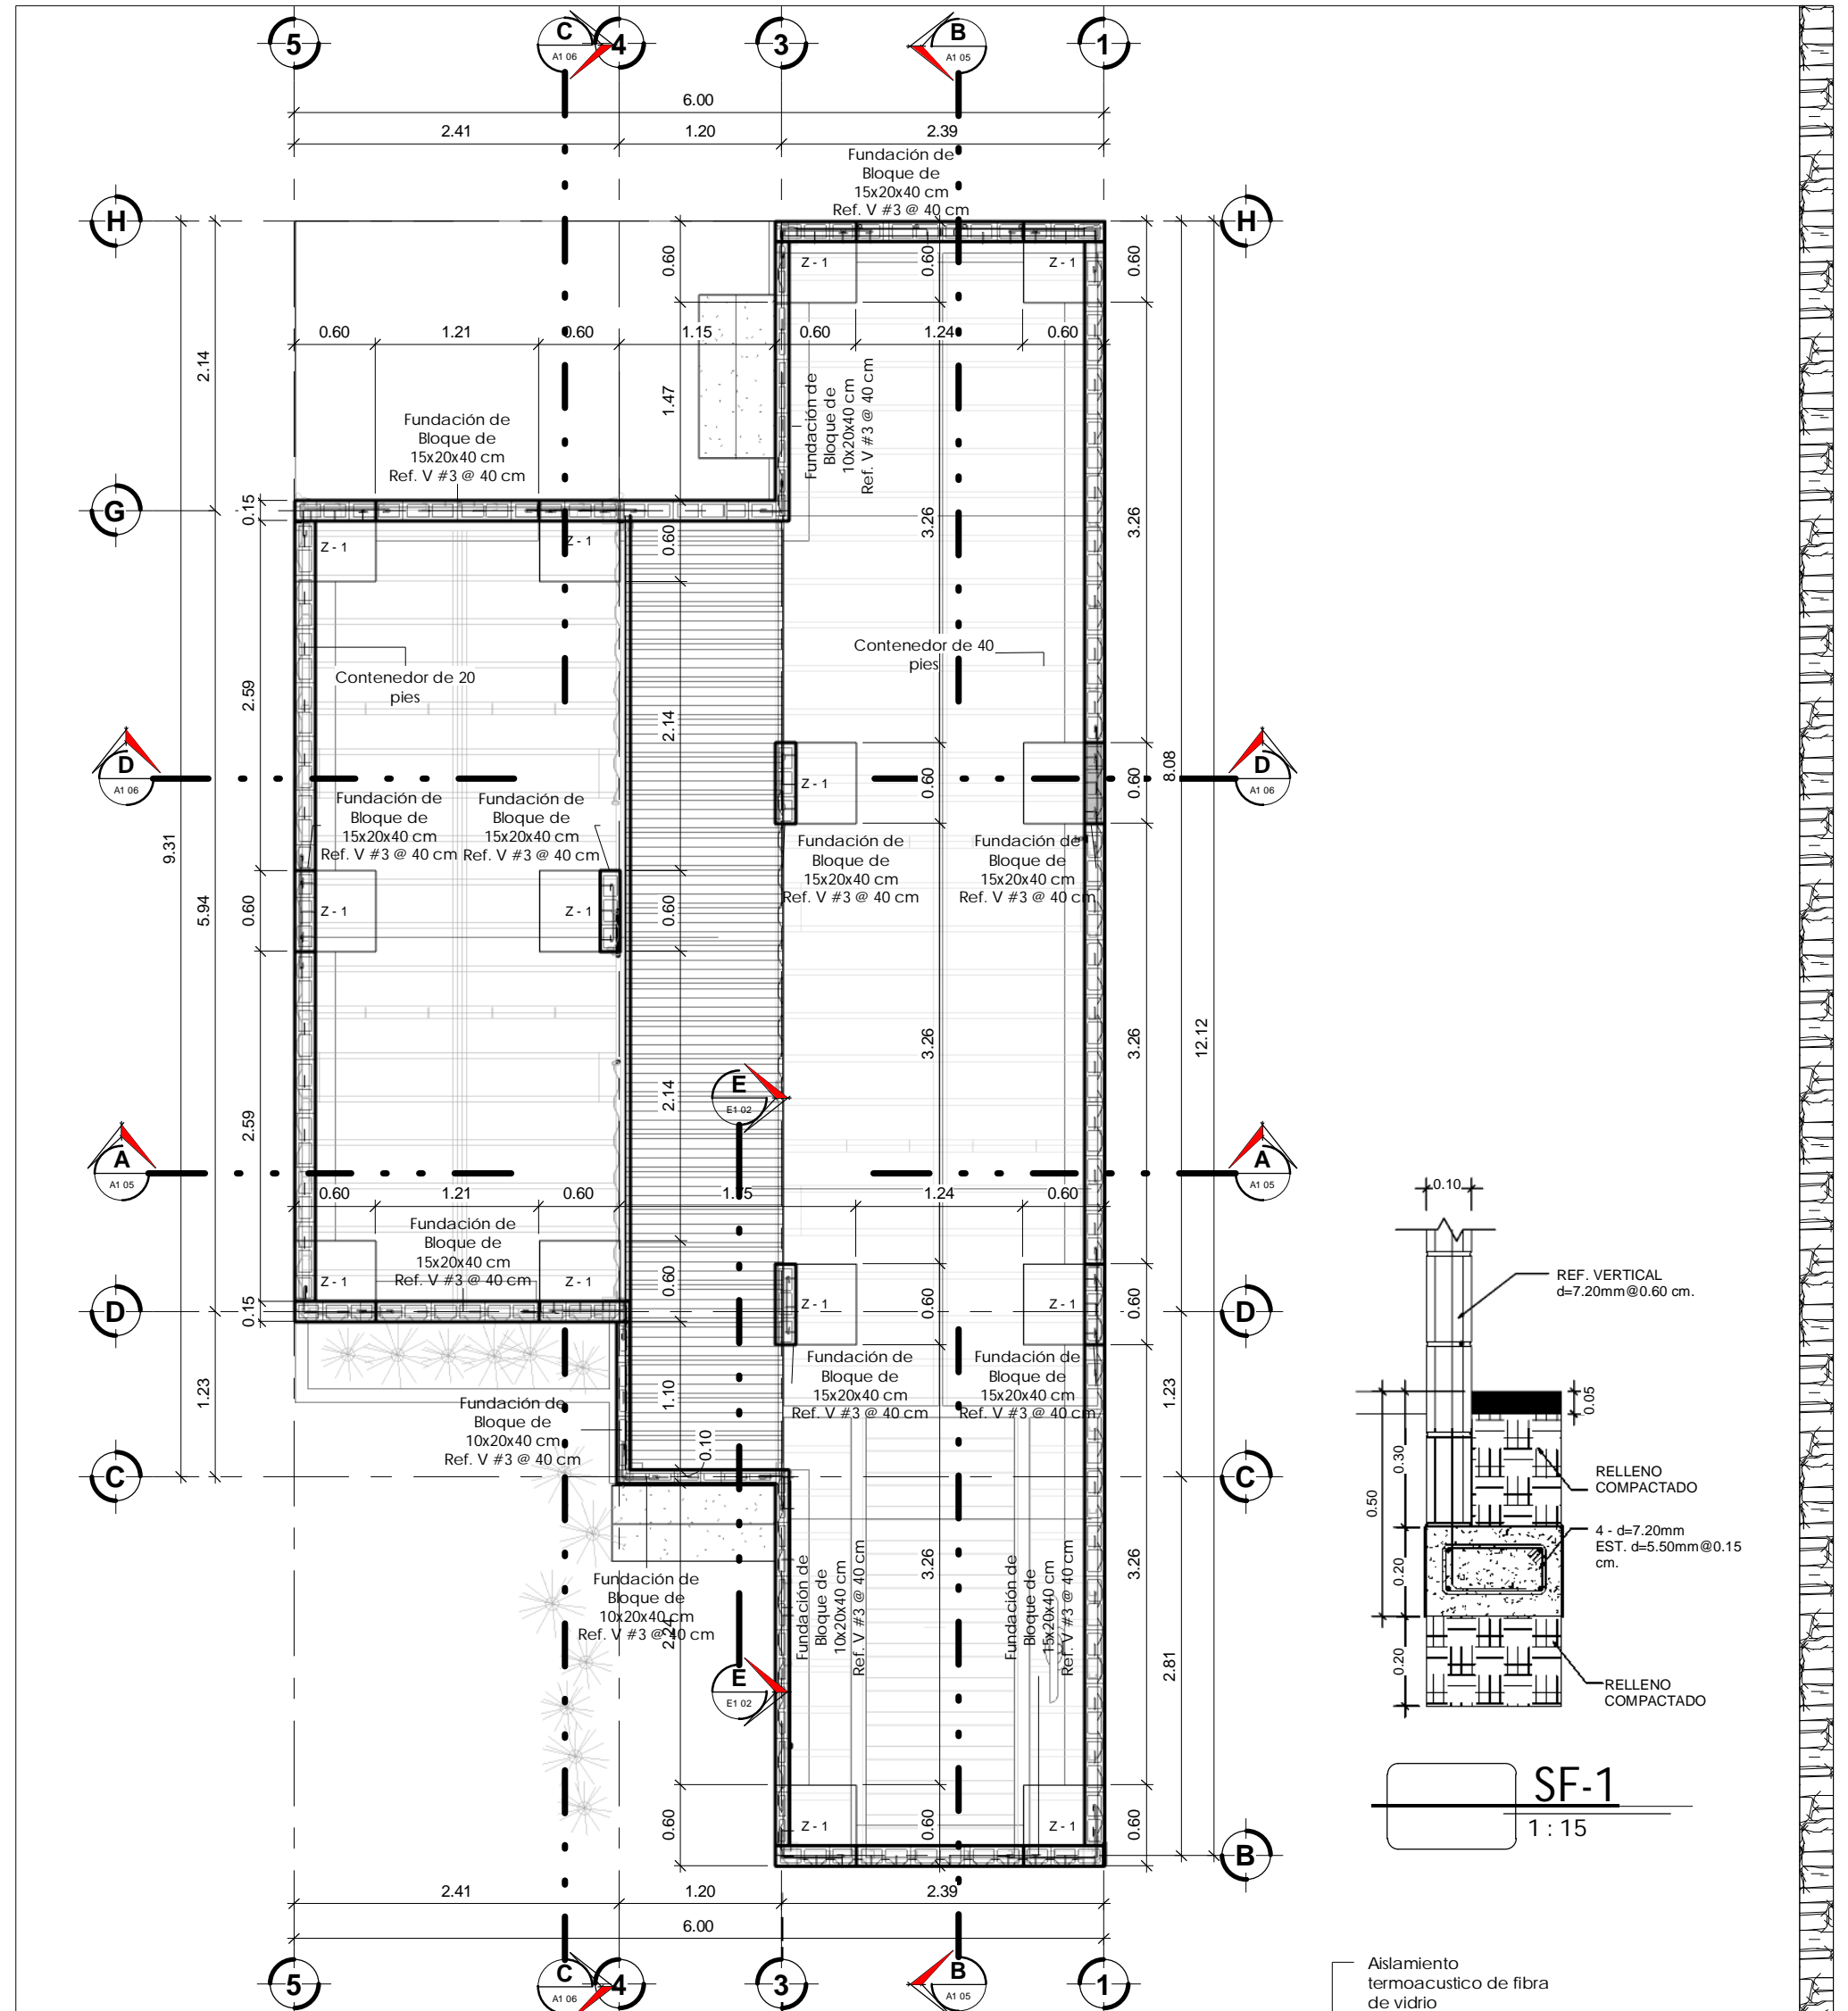 5
C
A1 06
4
3
B
A1 05
1
6.00
2.41
1.20
2.39
Fundación de
Bloque de
15x20x40 cm
Ref. V #3 @ 40 cm
H
H
0.60
Z - 1
0.60
Z - 1
0.60
0.60
1.21
0.60
1.15
0.60
1.24
0.60
2.14
1.47
Fundación de
Bloque de
10x20x40 cm
Ref. V #3 @ 40 cm
Fundación de
Bloque de
15x20x40 cm
Ref. V #3 @ 40 cm
G
0.15
Z - 1
Z - 1
0.60
3.26
3.26
Contenedor de 40
pies
Contenedor de 20
pies
2.59
2.14
D
A1 06
Z - 1
0.60
0.60
8.08
D
A1 06
Fundación de
Bloque de
15x20x40 cm
Ref. V #3 @ 40 cm
Fundación de
Bloque de
15x20x40 cm
Ref. V #3 @ 40 cm
Fundación de
Bloque de
15x20x40 cm
Ref. V #3 @ 40 cm
Fundación de
Bloque de
15x20x40 cm
Ref. V #3 @ 40 cm
9.31
5.94
0.60
Z - 1
Z - 1
0.60
3.26
3.26
12.12
2.59
2.14
E
E1 02
A
A1 05
A
A1 05
0.60
1.21
0.60
1.24
0.60
Fundación de
Bloque de
15x20x40 cm
Ref. V #3 @ 40 cm
Z - 1
Z - 1
0.60
Z - 1
0.60
Z - 1
0.60
D
0.15
D
Fundación de
Bloque de
15x20x40 cm
Ref. V #3 @ 40 cm
Fundación de
Bloque de
15x20x40 cm
Ref. V #3 @ 40 cm
1.23
1.10
1.23
Fundación de
Bloque de
10x20x40 cm
Ref. V #3 @ 40 cm
0.10
C
C
Fundación de
Bloque de
10x20x40 cm
Ref. V #3 @ 40 cm
2.24
Fundación de
Bloque de
10x20x40 cm
Ref. V #3 @ 40 cm
3.26
Fundación de
Bloque de
15x20x40 cm
Ref. V #3 @ 40 cm
3.26
2.81
E
E1 02
0.60
Z - 1
0.60
Z - 1
0.60
B
2.41
1.20
2.39
6.00
5
C
A1 06
4
3
B
A1 05
1
0.10
REF. VERTICAL
d=7.20mm@0.60 cm.
0.05
0.30
0.50
RELLENO
COMPACTADO
4 - d=7.20mm
EST. d=5.50mm@0.15
cm.
0.20
0.20
RELLENO
COMPACTADO
SF-1
1 : 15
Aislamiento
termoacustico de fibra
de vidrio